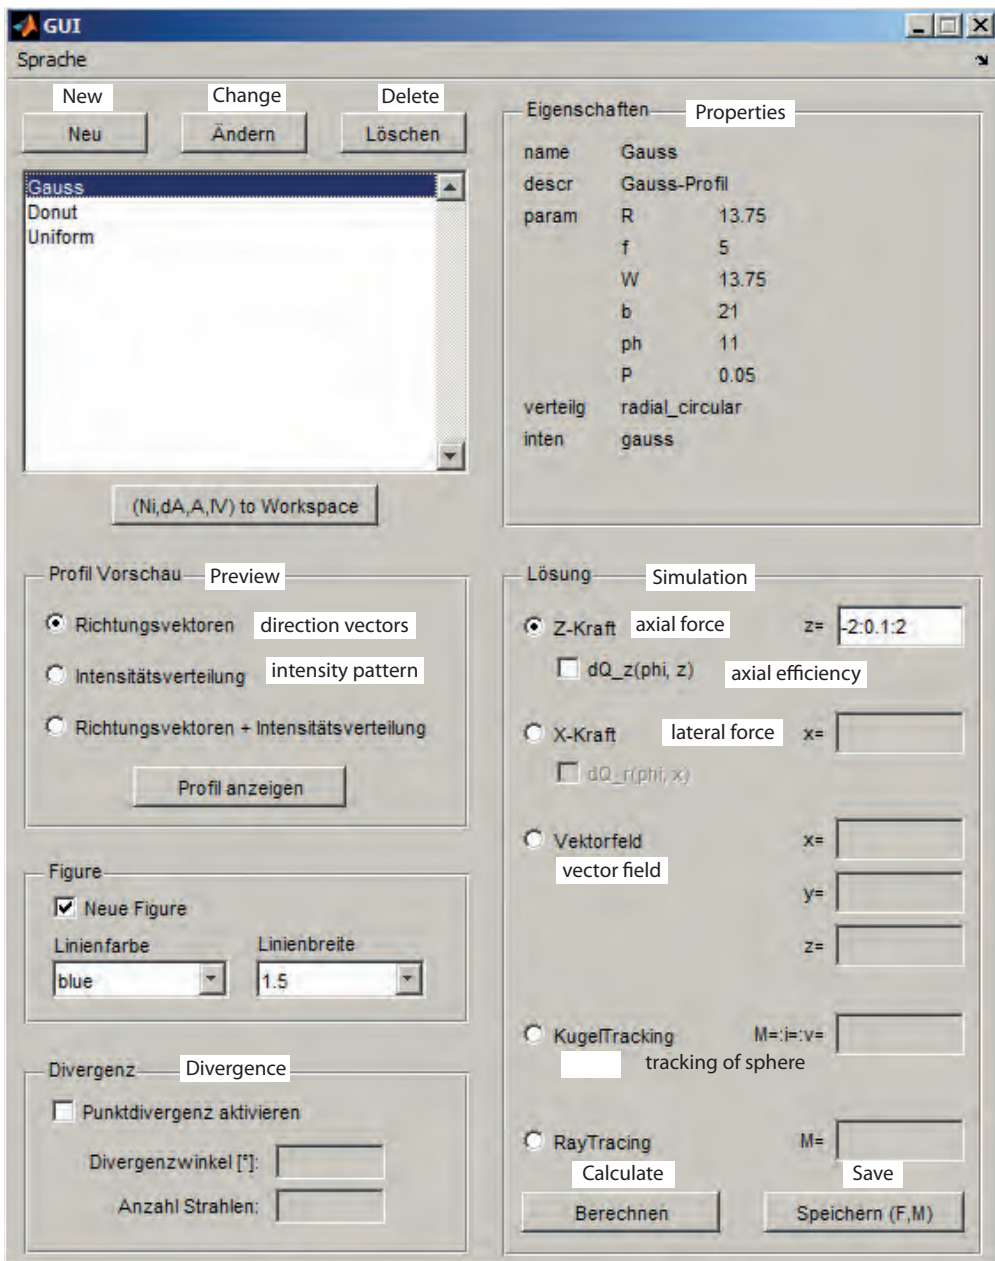 GUI
Sprache
New Change Delete
Neu Ändern Löschen
Gauss
Donut
Uniform
(Ni,dA,A,IV) to Workspace
Eigenschaften Properties
name Gauss
descr Gauss-Profil
param R 13.75
f 5
W 13.75
b 21
ph 11
P 0.05
verteilg radial_circular
inten gauss
Profil Vorschau Preview
Richtungsvektoren direction vectors
Intensitätsverteilung intensity pattern
Richtungsvektoren + Intensitätsverteilung
Profil anzeigen
Figure
Neue Figure
Linienfarbe Linienbreite
blue 1.5
Divergenz Divergence
Punktdivergenz aktivieren
Divergenzwinkel [°]:
Anzahl Strahlen:
Lösung Simulation
Z-Kraft axial force z= -2:0.1:2
dQ_z(phi, z) axial efficiency
X-Kraft lateral force x=
dQ_r(phi, x)
Vektorfeld x=
vector field
y=
z=
KugelTracking M=:i=:v=
tracking of sphere
RayTracing M=
Calculate Save
Berechnen Speichern (F,M)